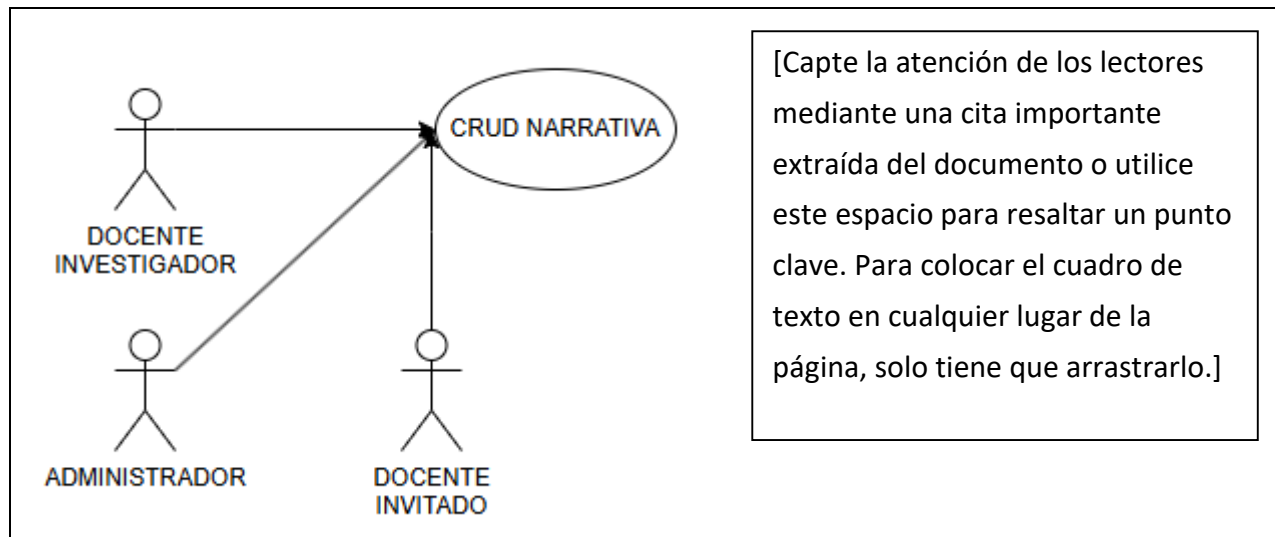 CRUD NARRATIVA
DOCENTE
INVESTIGADOR
ADMINISTRADOR
DOCENTE
INVITADO
[Capte la atención de los lectores
mediante una cita importante
extraída del documento o utilice
este espacio para resaltar un punto
clave. Para colocar el cuadro de
texto en cualquier lugar de la
página, solo tiene que arrastrarlo.]